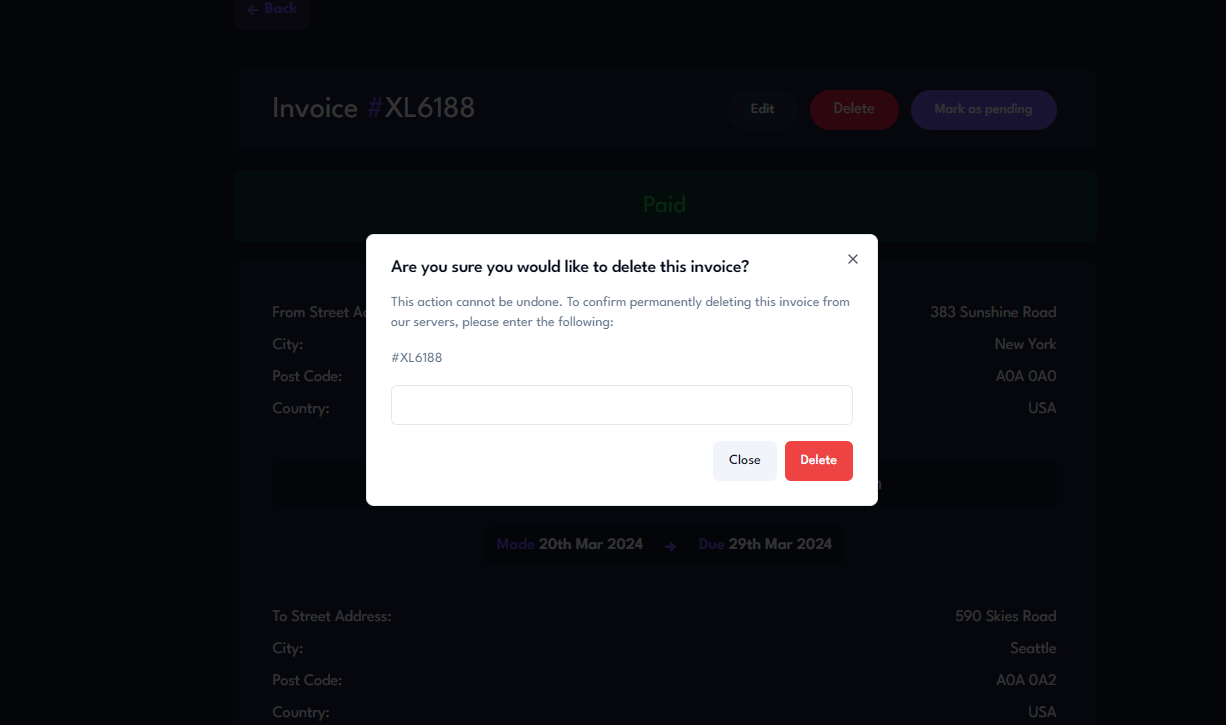 ← Back
Invoice #XL6188
Edit
Delete
Mark as pending
Paid
Are you sure you would like to delete this invoice?
This action cannot be undone. To confirm permanently deleting this invoice from
our servers, please enter the following:
#XL6188
Close
Delete
From Street
383 Sunshine Road
City:
New York
Post Code:
A0A 0A0
Country:
USA
Made 20th Mar 2024 → Due 29th Mar 2024
To Street Address:
590 Skies Road
City:
Seattle
Post Code:
A0A 0A2
Country:
USA